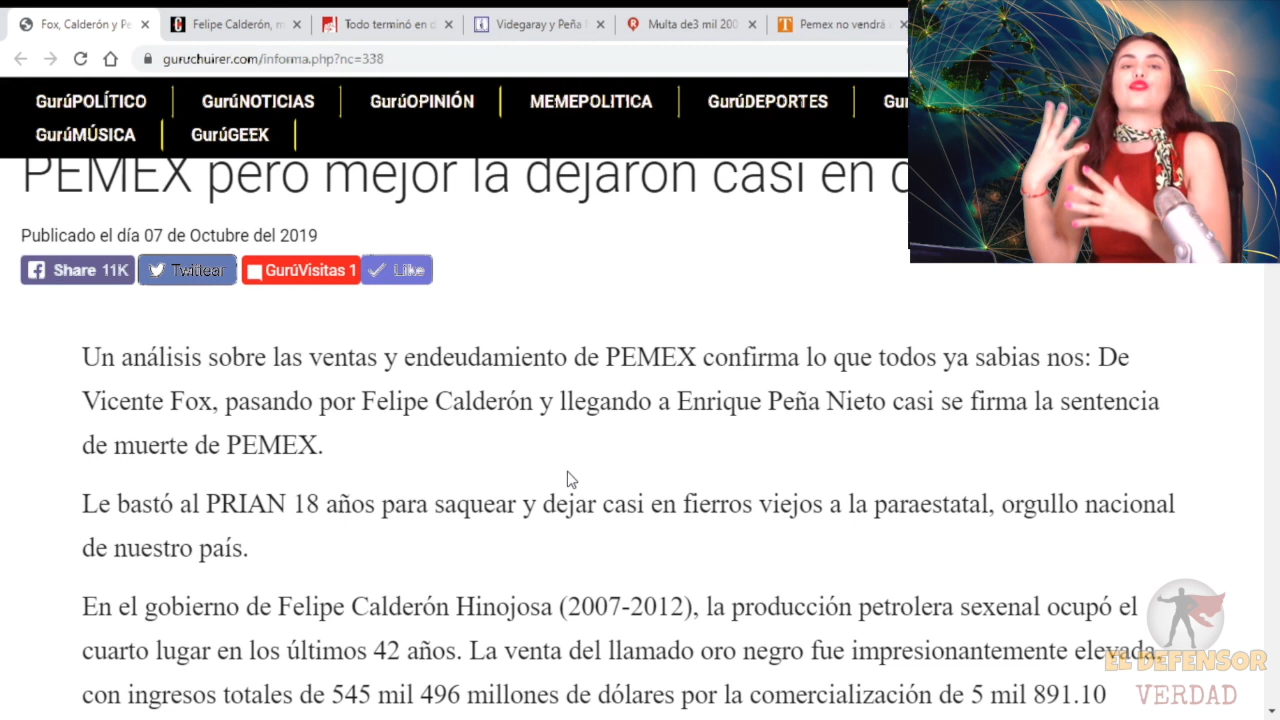 Fox, Calderón y Pe
Felipe Calderón, m
Todo terminó en d
Videgaray y Peña
Multa de3 mil 200
Pemex no vendrá
guruchuirer.com/informa.php?nc=338
GurúPOLÍTICO
GurúNOTICIAS
GurúOPINIÓN
MEMEPOLITICA
GurúDEPORTES
Gu
GurúMÚSICA
GurúGEEK
PEMEX pero mejor la dejaron casi en
Publicado el día 07 de Octubre del 2019
Share 11K
Twittear
GurúVisitas 1
Like
Un análisis sobre las ventas y endeudamiento de PEMEX confirma lo que todos ya sabias nos: De
Vicente Fox, pasando por Felipe Calderón y llegando a Enrique Peña Nieto casi se firma la sentencia
de muerte de PEMEX.
Le bastó al PRIAN 18 años para saquear y dejar casi en fierros viejos a la paraestatal, orgullo nacional
de nuestro país.
En el gobierno de Felipe Calderón Hinojosa (2007-2012), la producción petrolera sexenal ocupó el
cuarto lugar en los últimos 42 años. La venta del llamado oro negro fue impresionantemente elevada,
con ingresos totales de 545 mil 496 millones de dólares por la comercialización de 5 mil 891.10
EL DEFENSOR
VERDAD